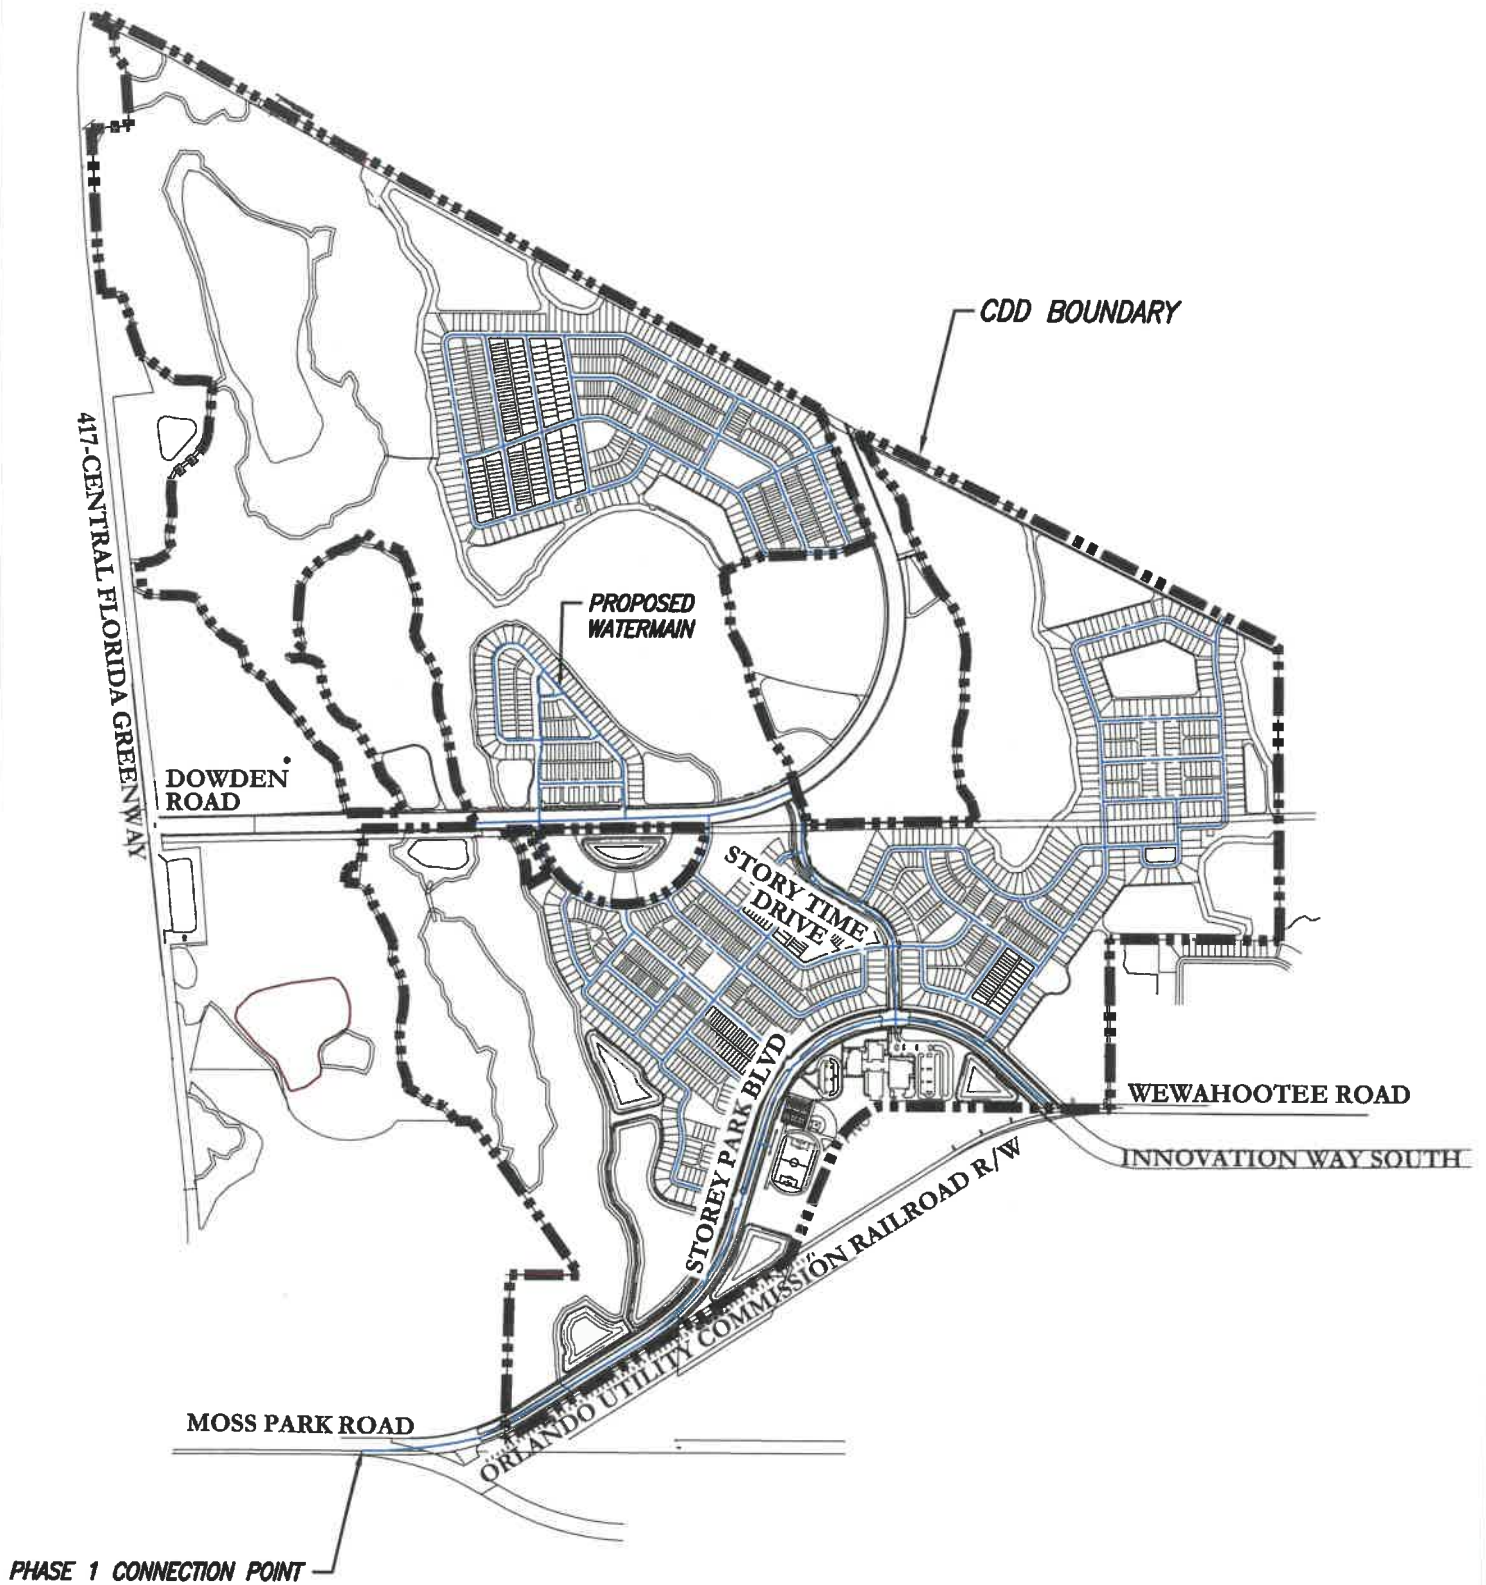 CDD BOUNDARY
417-CENTRAL FLORIDA GREENWAY
PROPOSED
WATERMAIN
DOWDEN
ROAD
STORY TIME
DRIVE
STOREY PARK BLVD
WEWAHOOTEE ROAD
INNOVATION WAY SOUTH
ORLANDO UTILITY COMMISSION RAILROAD R/W
MOSS PARK ROAD
PHASE 1 CONNECTION POINT